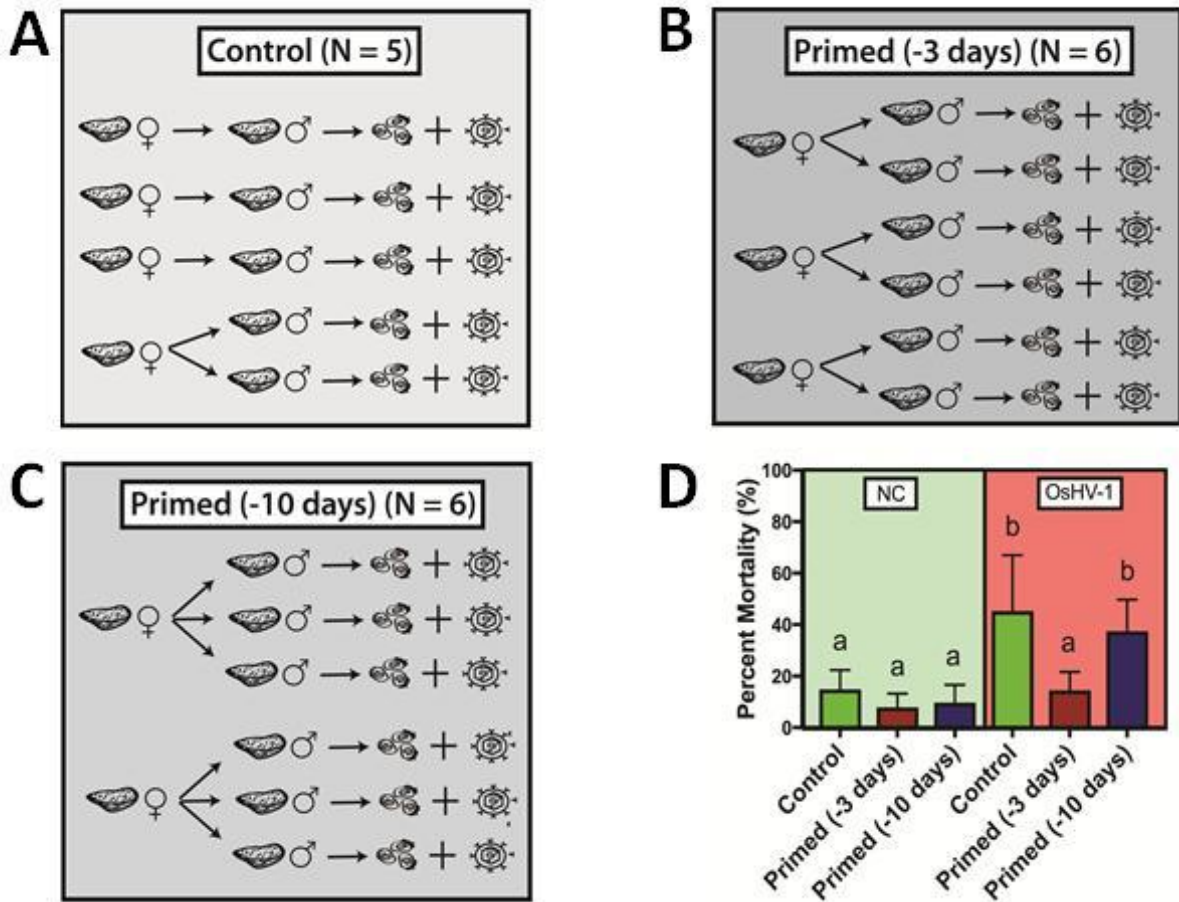 A
Control (N = 5)
♀ → ♂ → +
♀ → ♂ → +
♀ → ♂ → +
♀ ♂ → +
♂ → +
B
Primed (-3 days) (N = 6)
♀ ♂ → +
♂ → +
♀ ♂ → +
♂ → +
♀ ♂ → +
♂ → +
C
Primed (-10 days) (N = 6)
♂ → +
♀ → ♂ → +
♂ → +
♂ → +
♀ → ♂ → +
♂ → +
D
Percent Mortality (%)
100
80
60
40
20
0
NC
OsHV-1
a
a
a
b
a
b
Control
Primed (-3 days)
Primed (-10 days)
Control
Primed (-3 days)
Primed (-10 days)